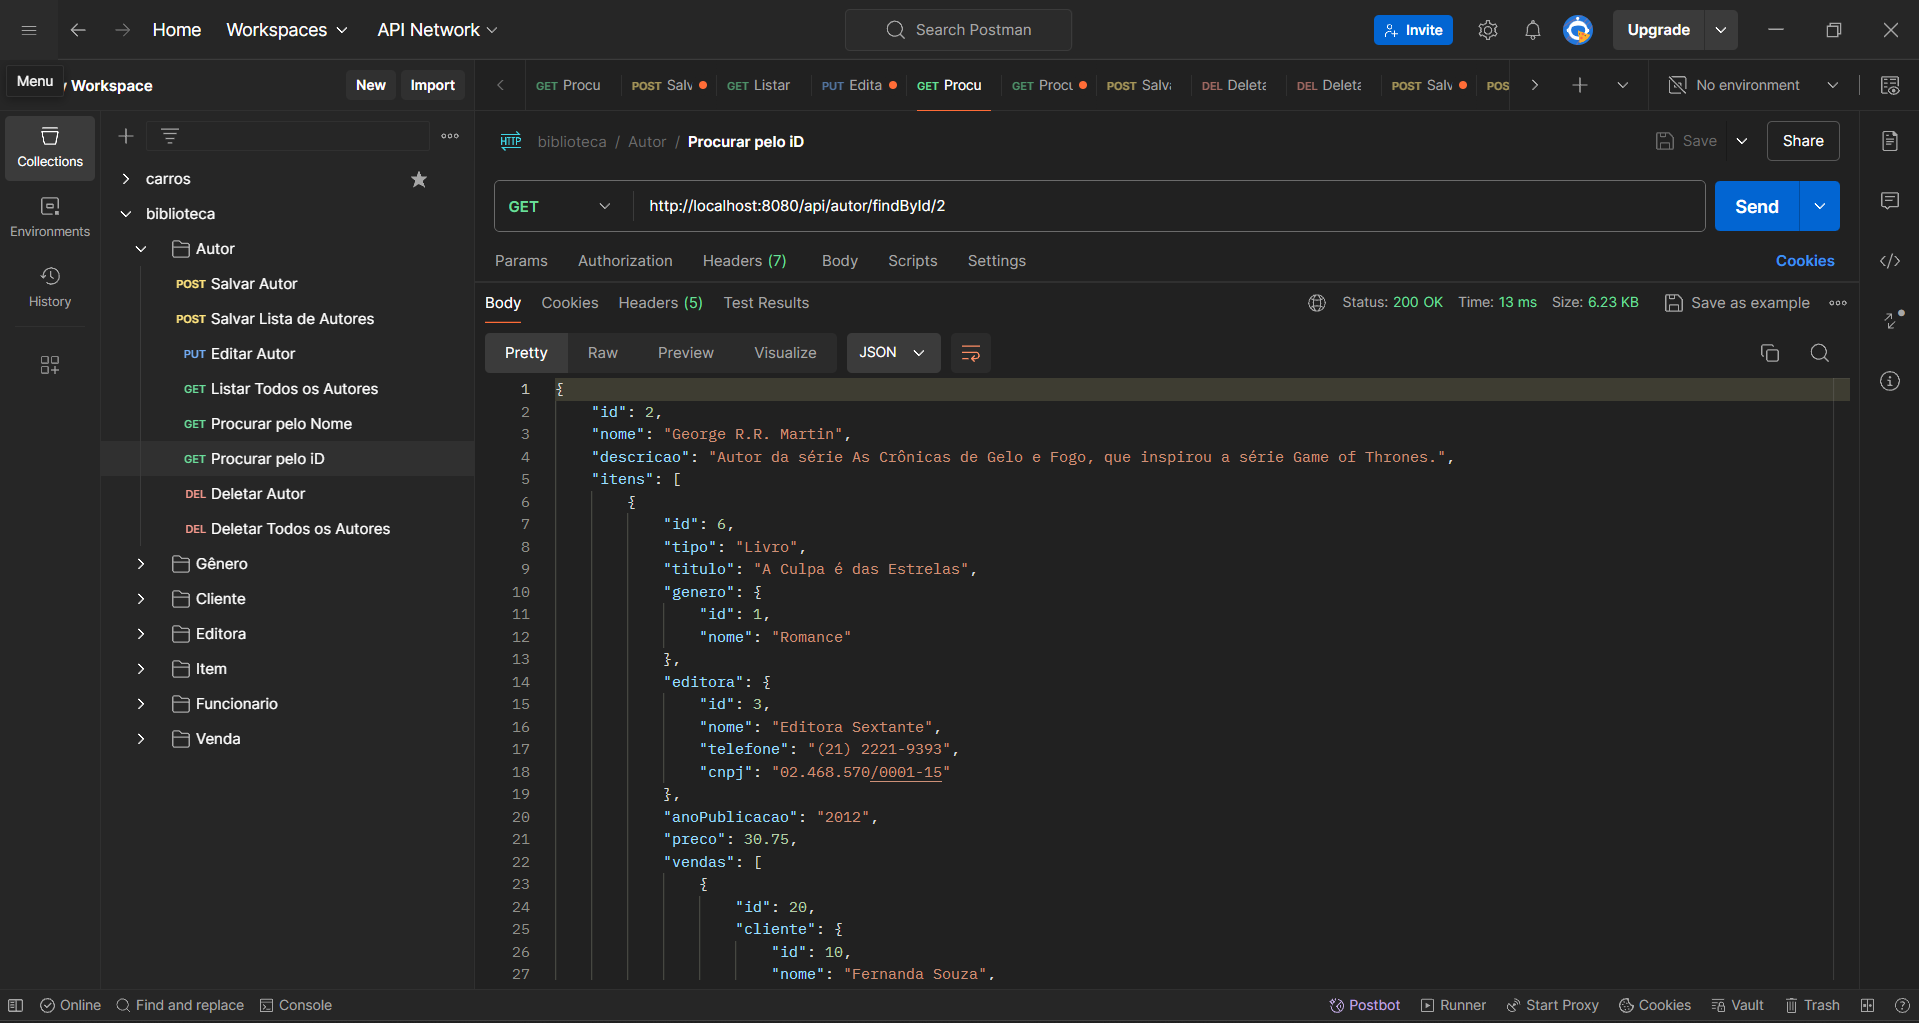 Home Workspaces API Network Search Postman Invite Upgrade
Menu Workspace New Import
GET Procu POST Salv GET Listar PUT Edita GET Procu GET Procu POST Salva DEL Delet DEL Delet POST Salv POS No environment
Collections
Environments
History
carros
biblioteca
Autor
POST Salvar Autor
POST Salvar Lista de Autores
PUT Editar Autor
GET Listar Todos os Autores
GET Procurar pelo Nome
GET Procurar pelo iD
DEL Deletar Autor
DEL Deletar Todos os Autores
Gênero
Cliente
Editora
Item
Funcionario
Venda
HTTP biblioteca / Autor / Procurar pelo iD Save Share
GET http://localhost:8080/api/autor/findById/2 Send
Params Authorization Headers (7) Body Scripts Settings Cookies
Body Cookies Headers (5) Test Results Status: 200 OK Time: 13 ms Size: 6.23 KB Save as example
Pretty Raw Preview Visualize JSON
1 {
2 "id": 2,
3 "nome": "George R.R. Martin",
4 "descricao": "Autor da série As Crônicas de Gelo e Fogo, que inspirou a série Game of Thrones.",
5 "itens": [
6 {
7 "id": 6,
8 "tipo": "Livro",
9 "titulo": "A Culpa é das Estrelas",
10 "genero": {
11 "id": 1,
12 "nome": "Romance"
13 },
14 "editora": {
15 "id": 3,
16 "nome": "Editora Sextante",
17 "telefone": "(21) 2221-9393",
18 "cnpj": "02.468.570/0001-15"
19 },
20 "anoPublicacao": "2012",
21 "preco": 30.75,
22 "vendas": [
23 {
24 "id": 20,
25 "cliente": {
26 "id": 10,
27 "nome": "Fernanda Souza",
Online Find and replace Console Postbot Runner Start Proxy Cookies Vault Trash